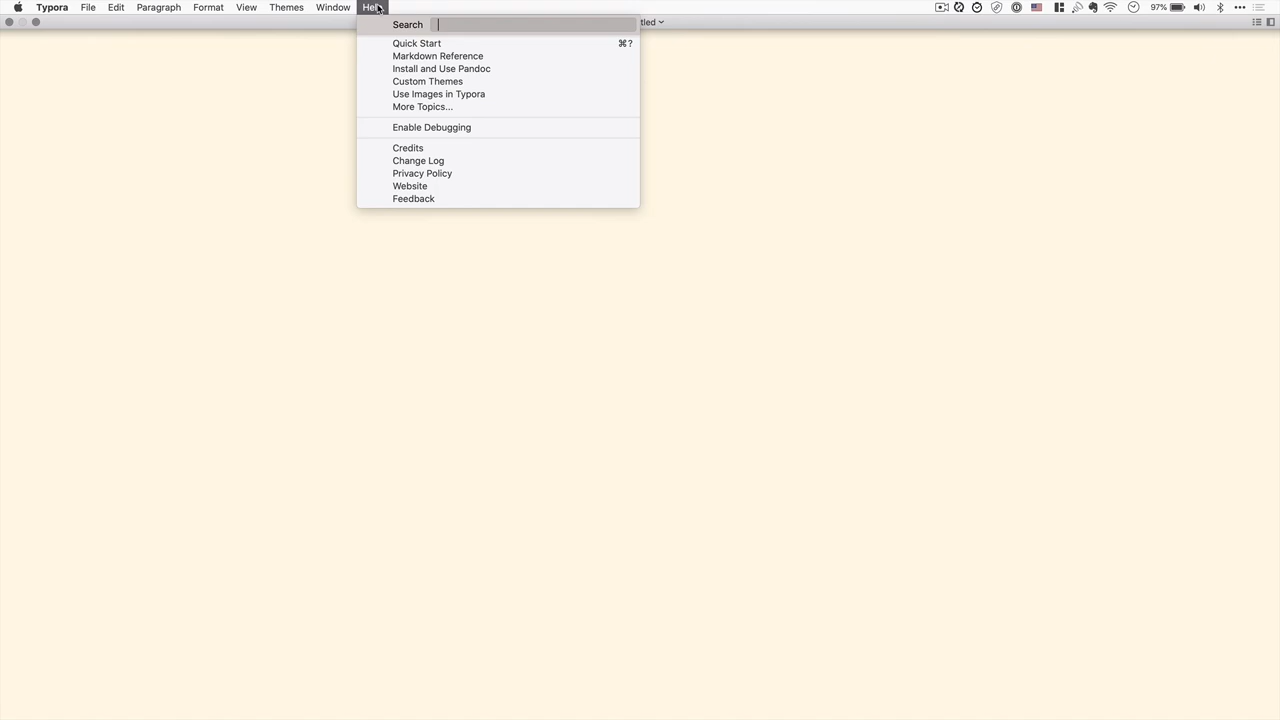 Typora File Edit Paragraph Format View Themes Window Help 97%
tled
Search
Quick Start ⌘?
Markdown Reference
Install and Use Pandoc
Custom Themes
Use Images in Typora
More Topics...
Enable Debugging
Credits
Change Log
Privacy Policy
Website
Feedback